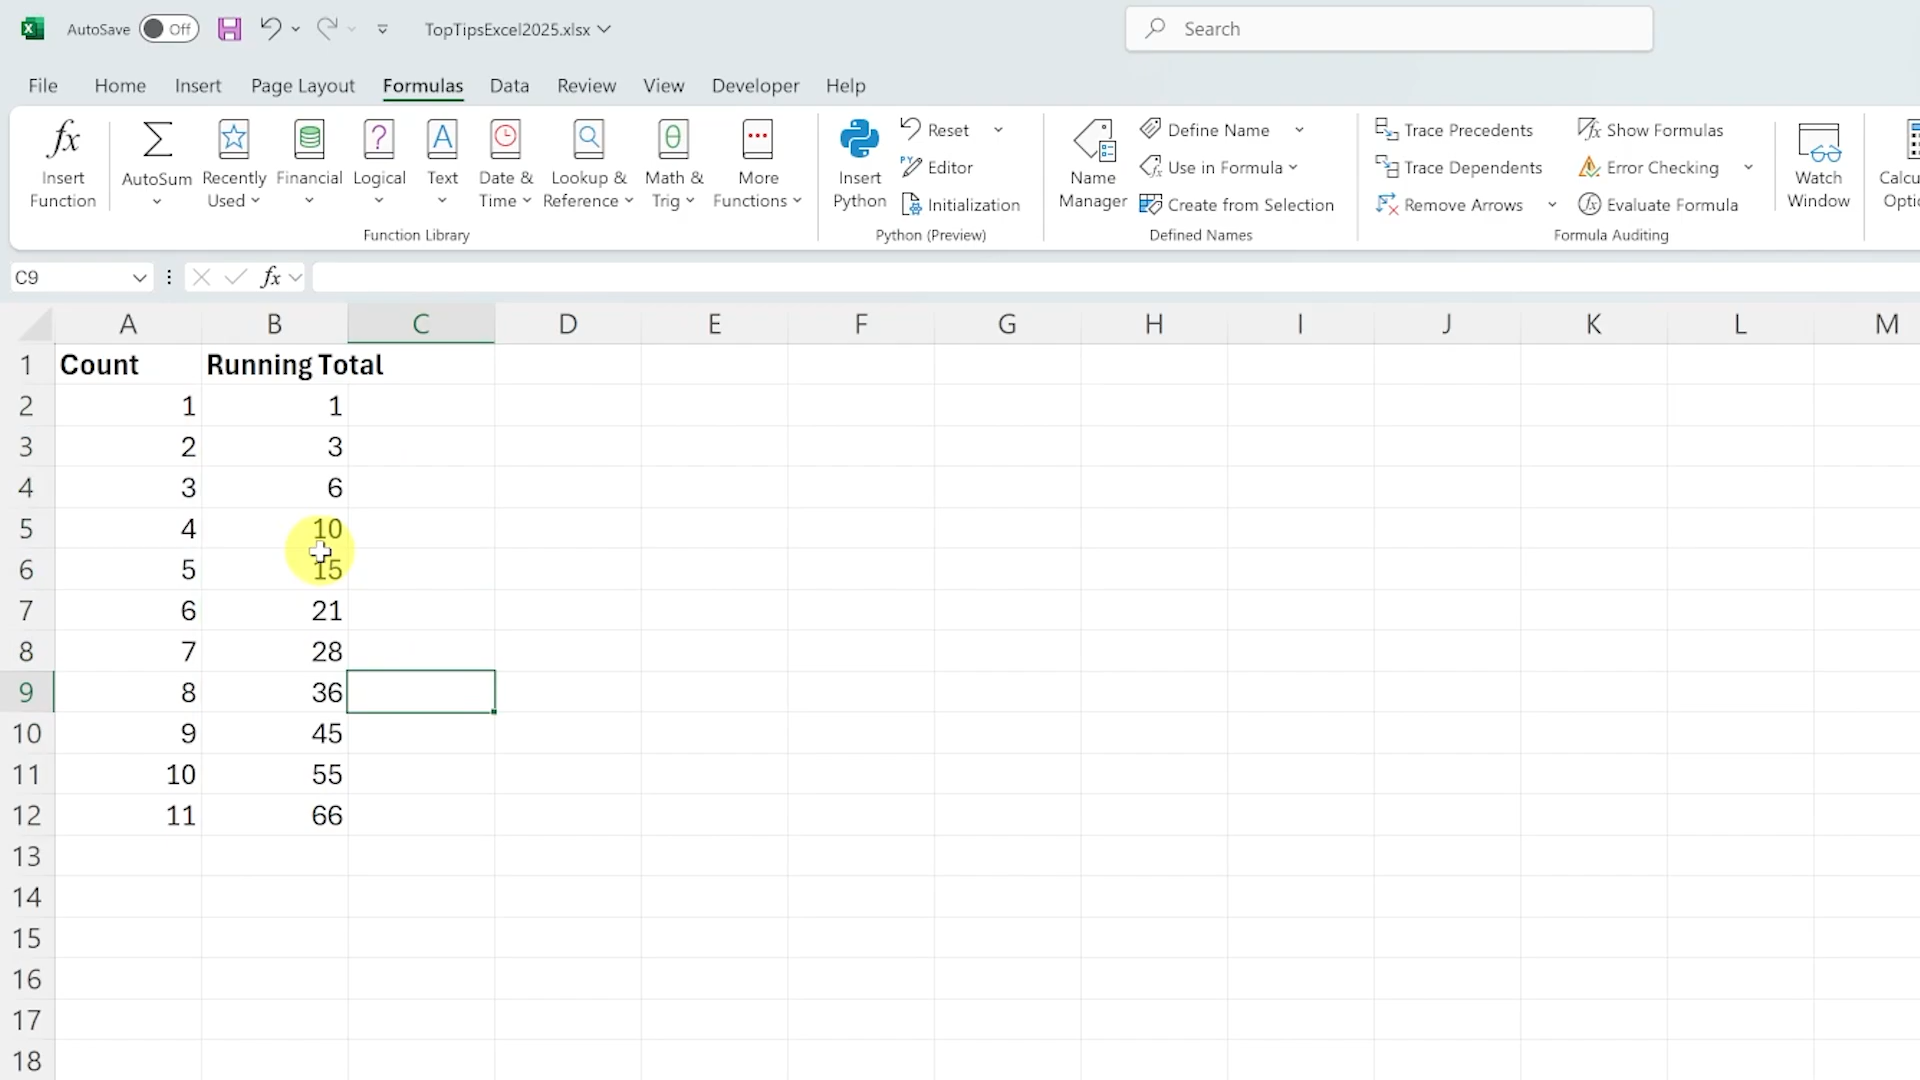 AutoSave Off TopTipsExcel2025.xlsx Search
File Home Insert Page Layout Formulas Data Review View Developer Help
fx Insert Function
AutoSum
Recently Used
Financial
Logical
Text
Date & Time
Lookup & Reference
Math & Trig
More Functions
Function Library
Insert Python
Reset
Editor
Initialization
Python (Preview)
Name Manager
Define Name
Use in Formula
Create from Selection
Defined Names
Trace Precedents
Trace Dependents
Remove Arrows
Show Formulas
Error Checking
Evaluate Formula
Formula Auditing
Watch Window
C9 fx
A B C D E F G H I J K L M
1 Count Running Total
2 1 1
3 2 3
4 3 6
5 4 10
6 5 15
7 6 21
8 7 28
9 8 36
10 9 45
11 10 55
12 11 66
13
14
15
16
17
18